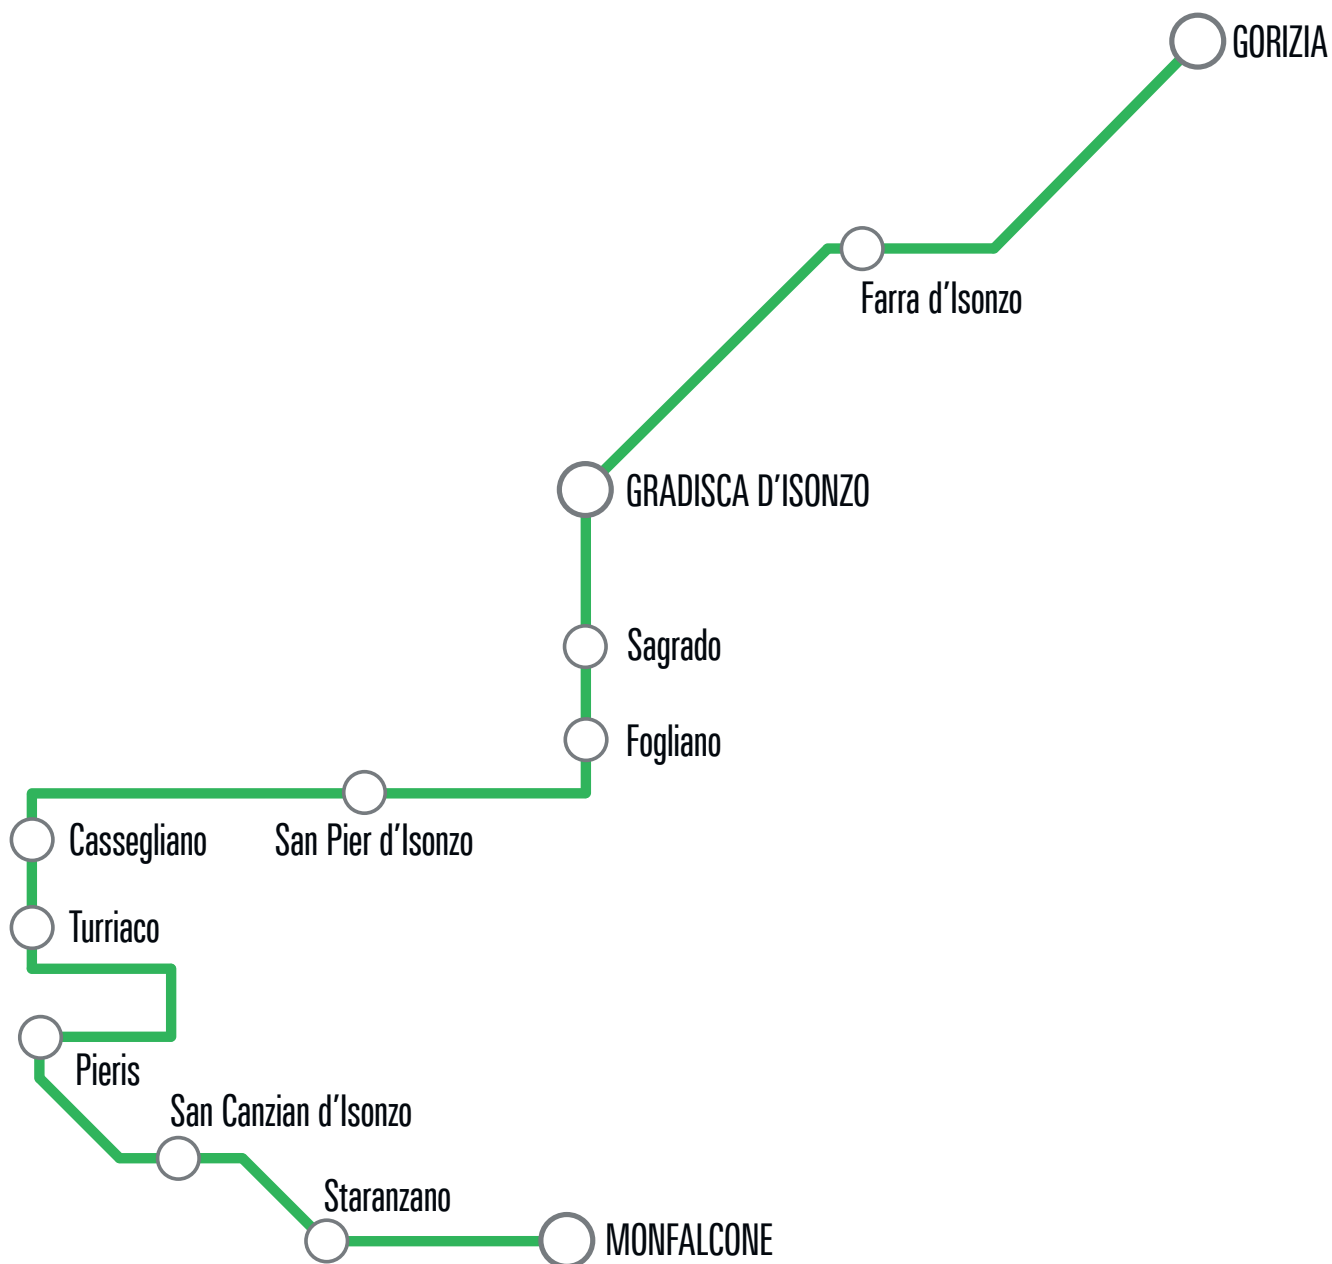 GORIZIA
Farra d’Isonzo
GRADISCA D’ISONZO
Sagrado
Fogliano
Cassegliano
San Pier d’Isonzo
Turriaco
Pieris
San Canzian d’Isonzo
Staranzano
MONFALCONE